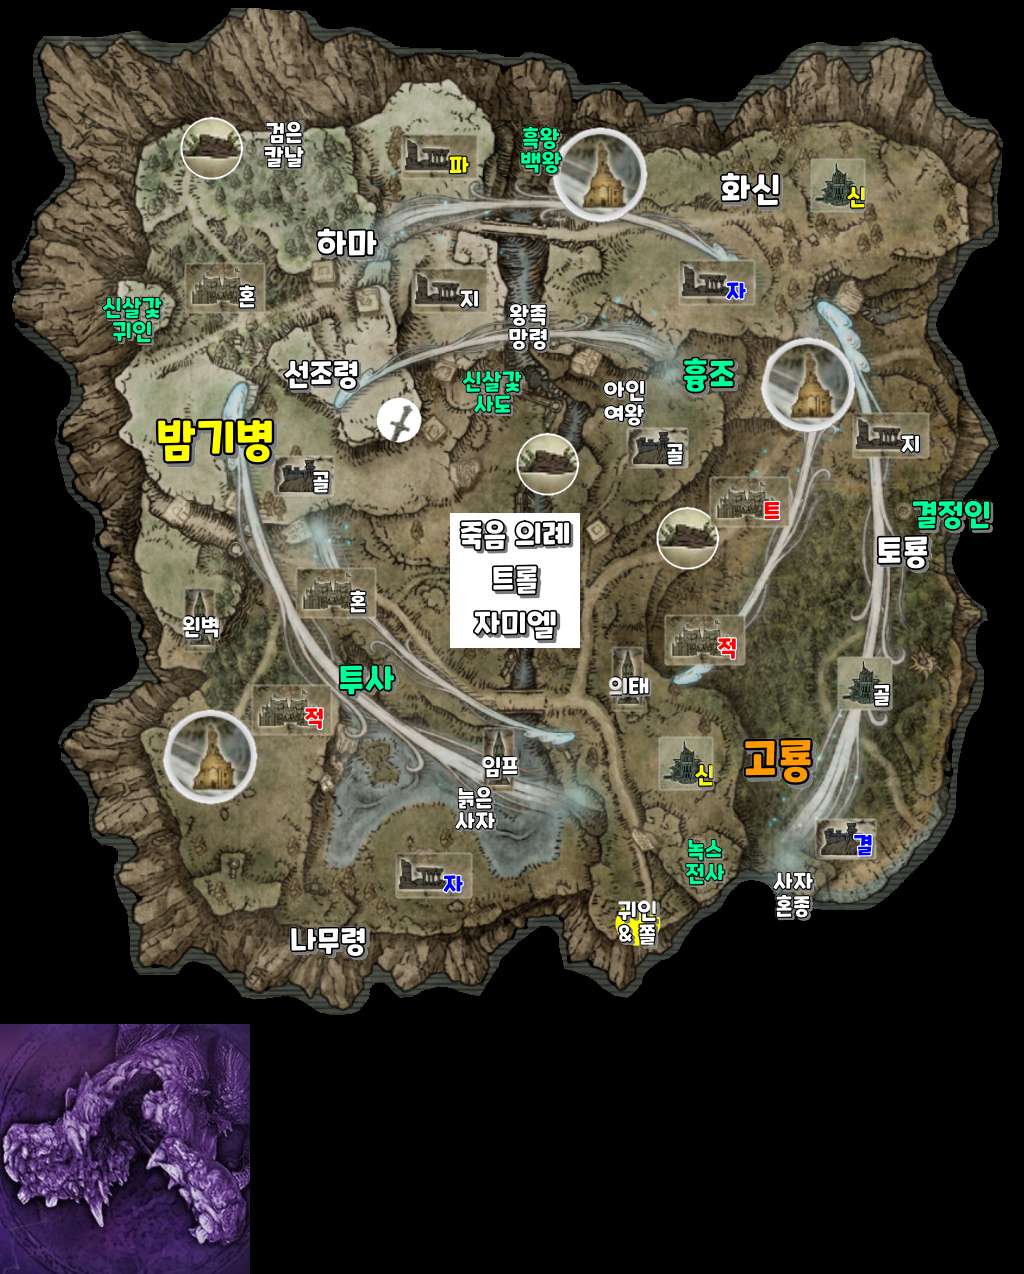 검은
칼날
흑왕
백왕
파
화신
신
하마
혼
지
자
신살갗
귀인
왕족
망령
선조령
신살갗
사도
흉조
아인
여왕
밤기병
골
골
지
트
결정인
토룡
죽음 의례
트롤
자미엘
혼
왼벽
적
의태
투사
적
골
임프
신
고룡
늙은
사자
결
녹스
전사
자
사자
혼종
귀인
& 쫄
나무령